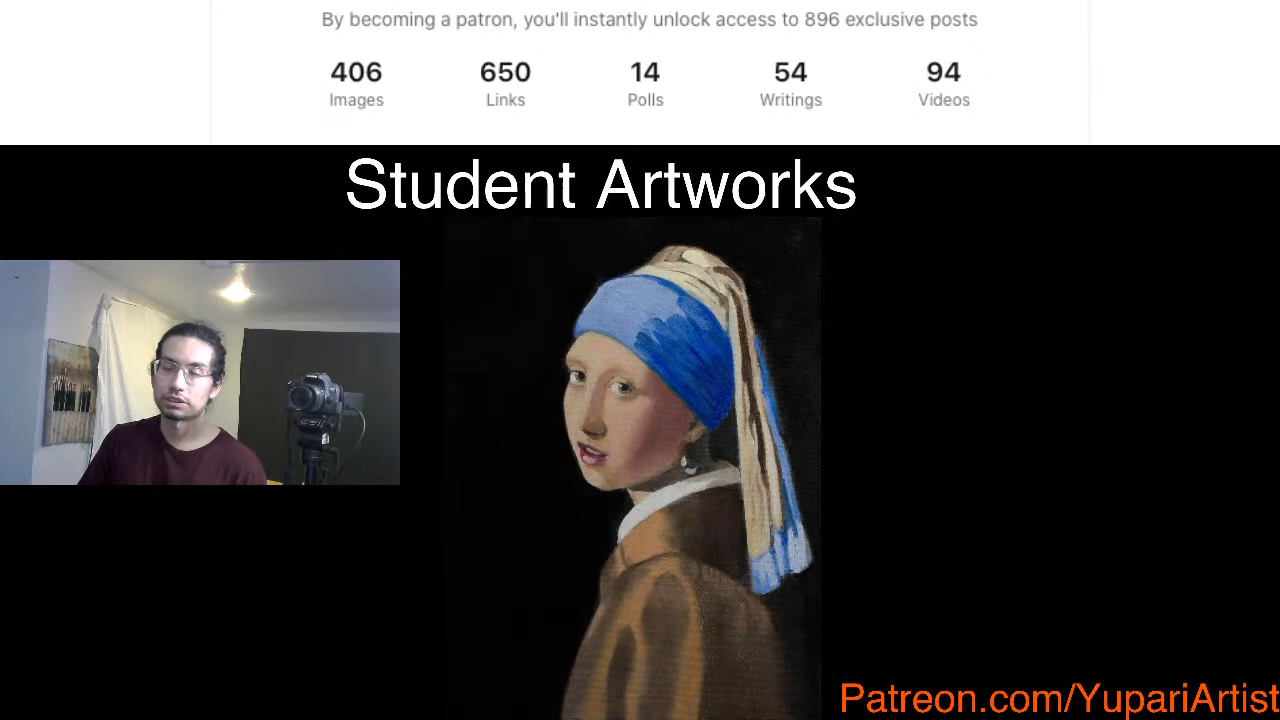 By becoming a patron, you'll instantly unlock access to 896 exclusive posts
406 650 14 54 94
Images Links Polls Writings Videos
Student Artworks
Patreon.com/YupariArtist